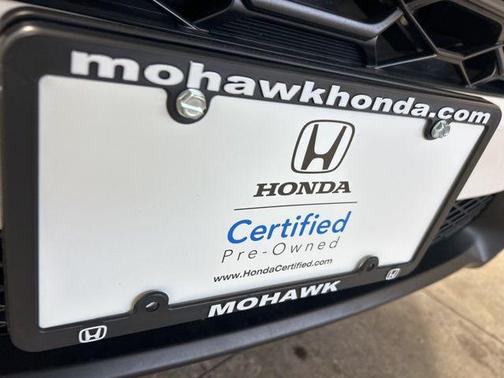 mohawkhonda.com
HONDA
Certified
Pre-Owned
www.HondaCertified.com
MOHAWK